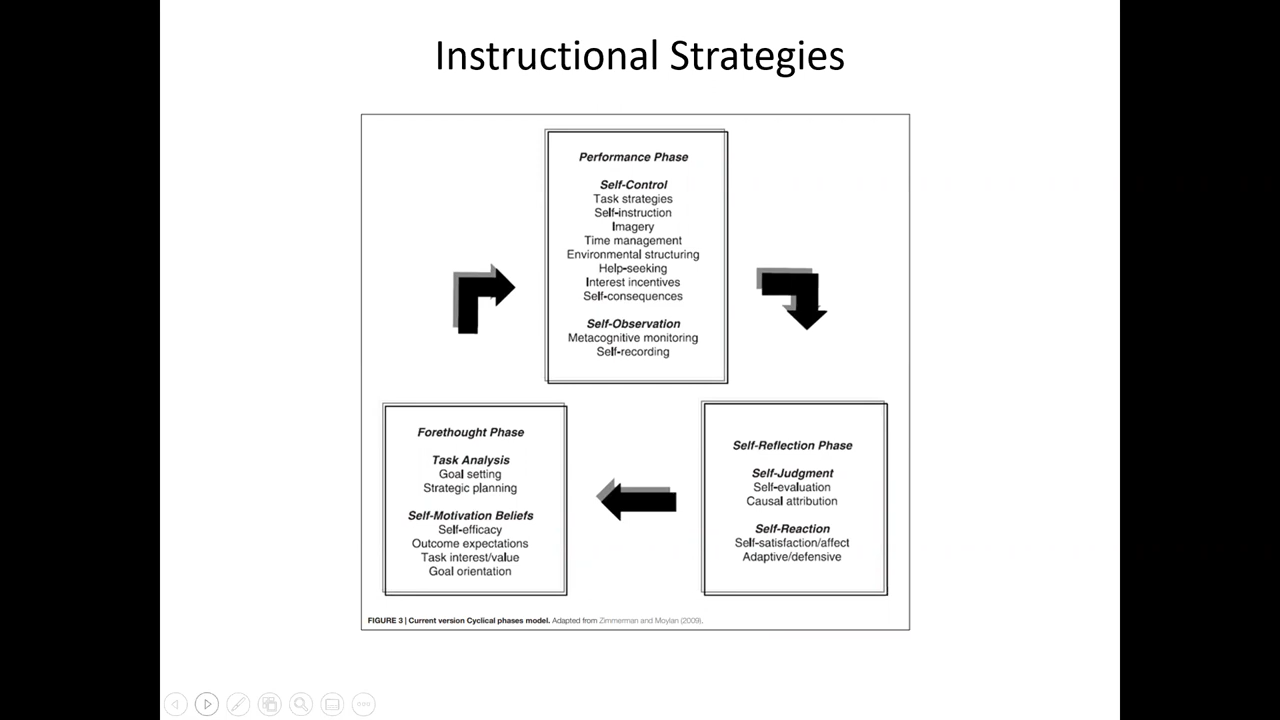 Instructional Strategies
Performance Phase
Self-Control
Task strategies
Self-instruction
Imagery
Time management
Environmental structuring
Help-seeking
Interest incentives
Self-consequences
Self-Observation
Metacognitive monitoring
Self-recording
Forethought Phase
Task Analysis
Goal setting
Strategic planning
Self-Motivation Beliefs
Self-efficacy
Outcome expectations
Task interest/value
Goal orientation
Self-Reflection Phase
Self-Judgment
Self-evaluation
Causal attribution
Self-Reaction
Self-satisfaction/affect
Adaptive/defensive
FIGURE 3 | Current version Cyclical phases model. Adapted from Zimmerman and Moylan (2009).